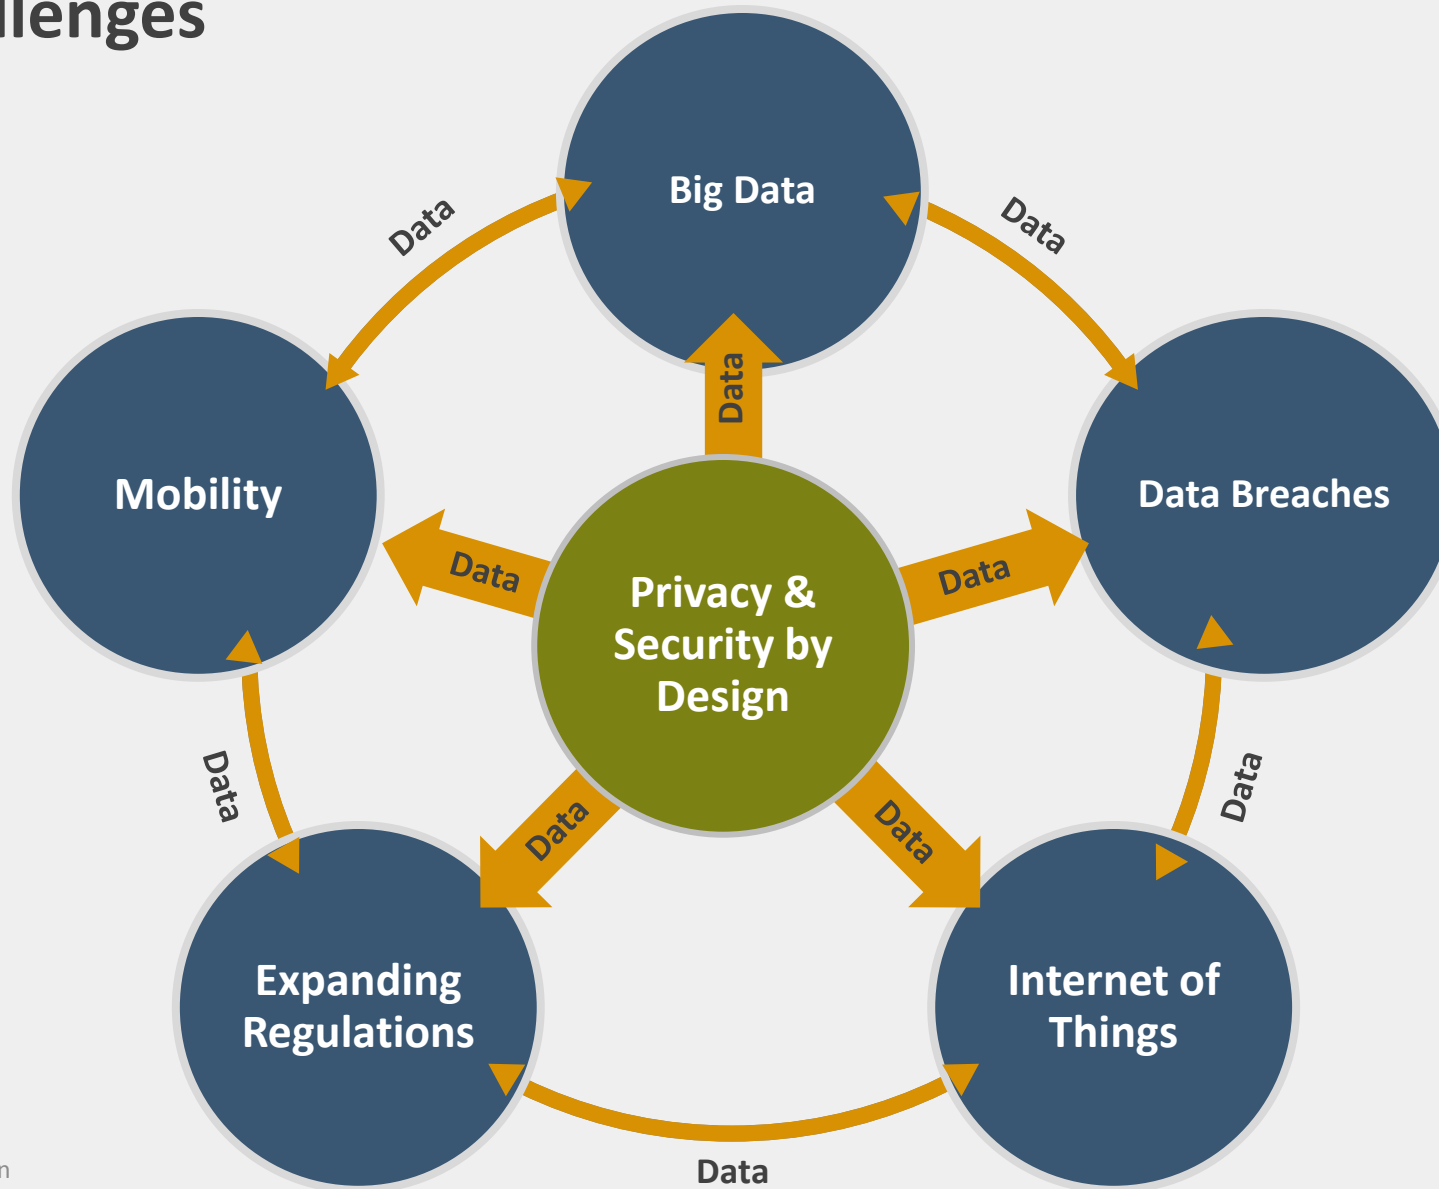 llenges
Big Data
Data
Data
Data
Mobility
Data Breaches
Data
Data
Privacy &
Security by
Design
Data
Data
Data
Data
Expanding
Regulations
Internet of
Things
Data
n